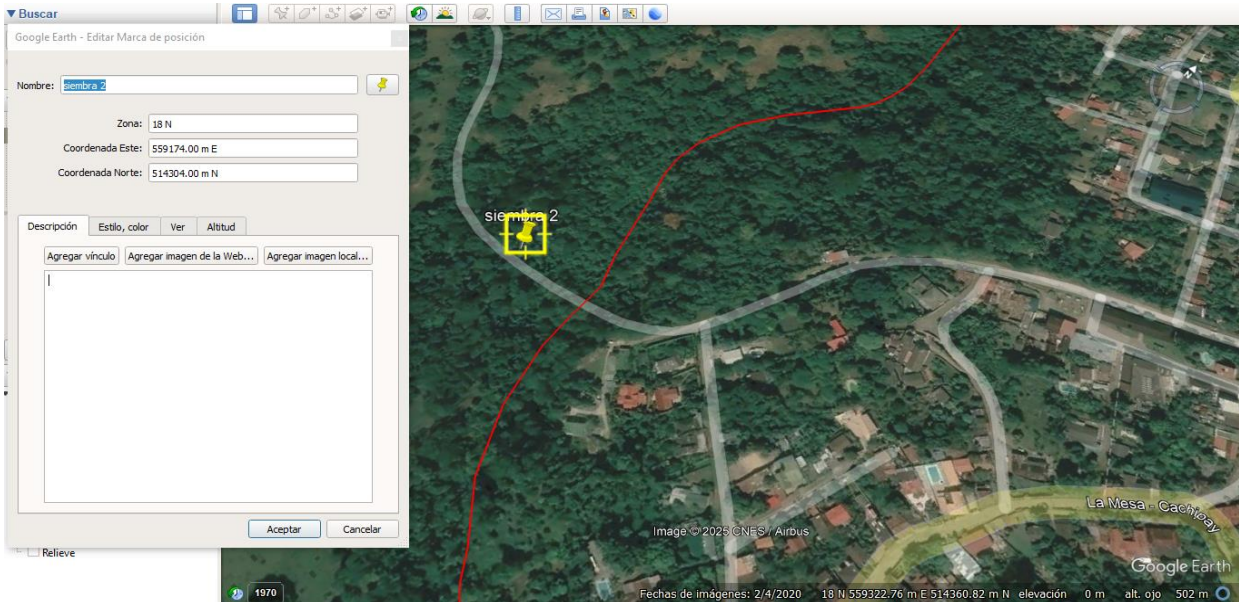 ▼ Buscar
Google Earth - Editar Marca de posición
Nombre: siembra 2
Zona: 18 N
Coordenada Este: 559174.00 m E
Coordenada Norte: 514304.00 m N
Descripción Estilo, color Ver Altitud
Agregar vínculo Agregar imagen de la Web... Agregar imagen local...
Aceptar Cancelar
Relieve
siembra 2
La Mesa - Cachipay
Image © 2025 CNES / Airbus
Google Earth
1970
Fechas de imágenes: 2/4/2020 18 N 559322.76 m E 514360.82 m N elevación 0 m alt. ojo 502 m